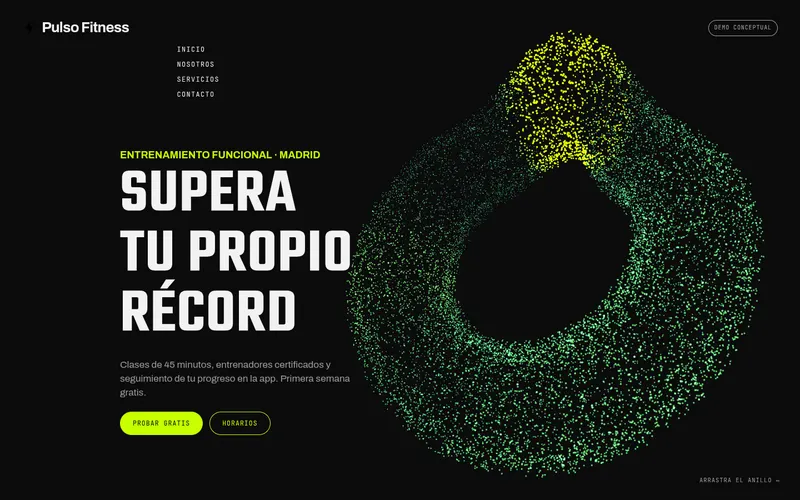 Pulso Fitness
DEMO CONCEPTUAL
INICIO
NOSOTROS
SERVICIOS
CONTACTO
ENTRENAMIENTO FUNCIONAL · MADRID
SUPERA
TU PROPIO
RÉCORD
Clases de 45 minutos, entrenadores certificados y
seguimiento de tu progreso en la app. Primera semana
gratis.
PROBAR GRATIS
HORARIOS
ARRASTRA EL ANILLO